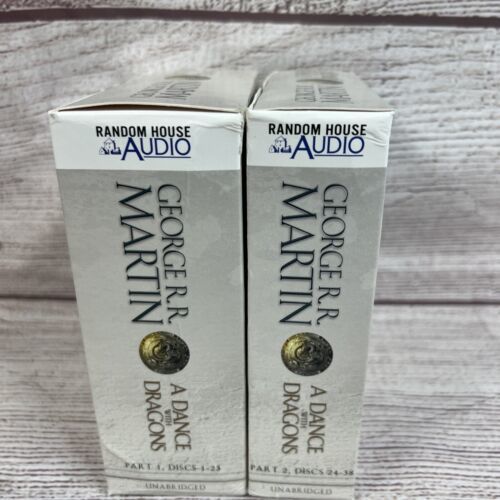 RANDOM HOUSE
AUDIO
GEORGE R.R.
MARTIN
A DANCE
WITH
DRAGONS
PART 1, DISCS 1-23
UNABRIDGED
RANDOM HOUSE
AUDIO
GEORGE R.R.
MARTIN
A DANCE
WITH
DRAGONS
PART 2, DISCS 24-38
UNABRIDGED